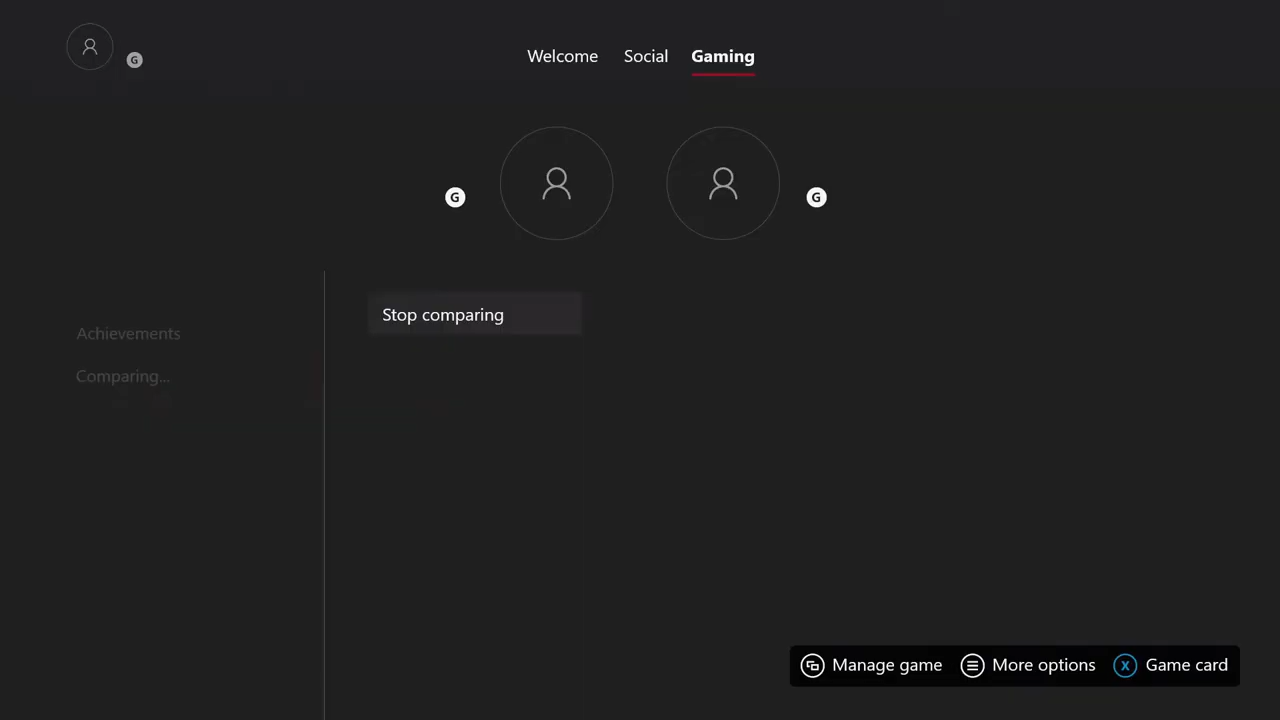 G
Welcome Social Gaming
G G
Stop comparing
Achievements
Comparing...
Manage game More options X Game card